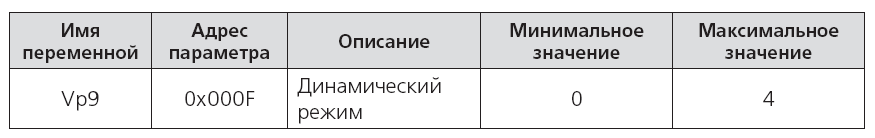 Имя переменной
Адрес параметра
Описание
Минимальное значение
Максимальное значение
Vp9
0x000F
Динамический режим
0
4